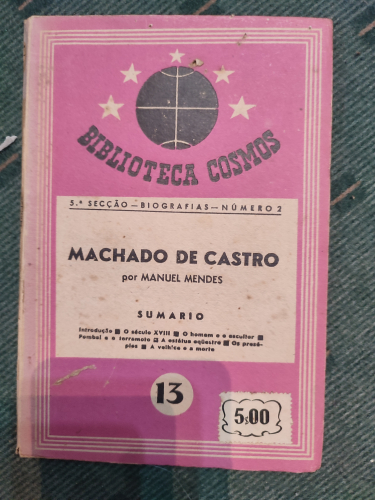 BIBLIOTECA COSMOS
5.ª SECÇÃO — BIOGRAFIAS — NÚMERO 2
MACHADO DE CASTRO
por MANUEL MENDES
SUMARIO
Introdução ■ O século XVIII ■ O homem e o escultor ■
Pombal e o terramoto ■ A estátua eqüestre ■ Os presé-
pios ■ A velhice e a morte
13
5$00